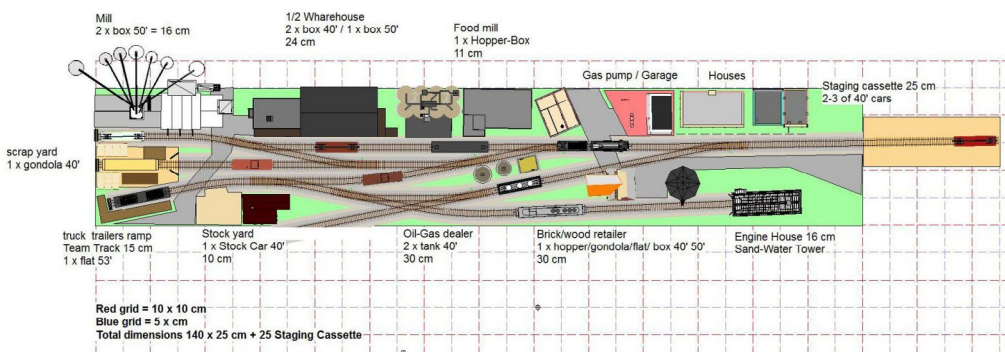 Mill
2 x box 50' = 16 cm
1/2 Wharehouse
2 x box 40' / 1 x box 50'
24 cm
Food mill
1 x Hopper-Box
11 cm
Gas pump / Garage
Houses
Staging cassette 25 cm
2-3 of 40' cars
scrap yard
1 x gondola 40'
truck trailers ramp
Team Track 15 cm
1 x flat 53'
Stock yard
1 x Stock Car 40'
10 cm
Oil-Gas dealer
2 x tank 40'
30 cm
Brick/wood retailer
1 x hopper/gondola/flat/ box 40' 50'
30 cm
Engine House 16 cm
Sand-Water Tower
Red grid = 10 x 10 cm
Blue grid = 5 x cm
Total dimensions 140 x 25 cm + 25 Staging Cassette